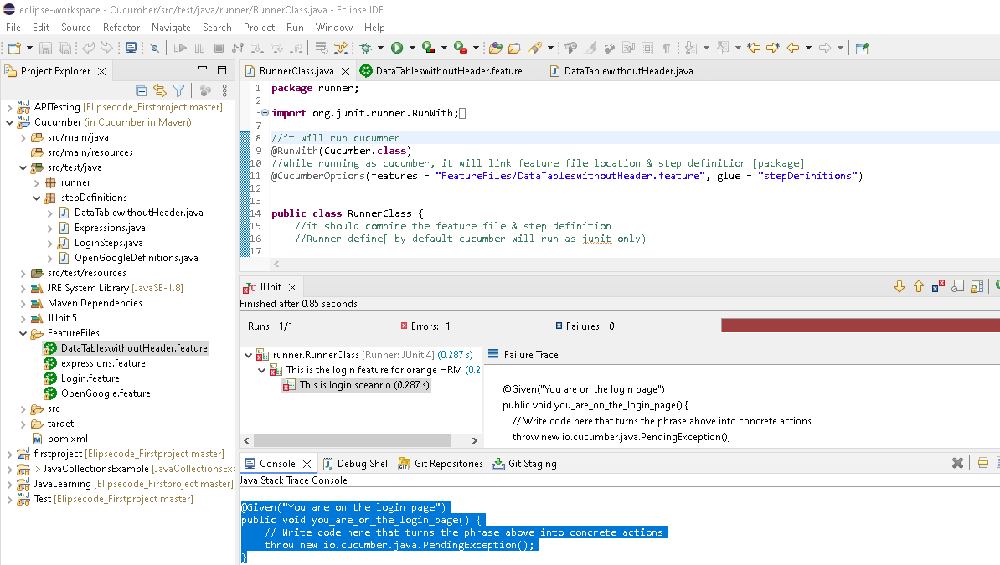 eclipse-workspace - Cucumber/src/test/java/runner/RunnerClass.java - Eclipse IDE
File Edit Source Refactor Navigate Search Project Run Window Help
Project Explorer
APITesting [Elipsecode_Firstproject master]
Cucumber (in Cucumber in Maven)
src/main/java
src/main/resources
src/test/java
runner
stepDefinitions
DataTablewithoutHeader.java
Expressions.java
LoginSteps.java
OpenGoogleDefinitions.java
src/test/resources
JRE System Library [JavaSE-1.8]
Maven Dependencies
JUnit 5
FeatureFiles
DataTableswithoutHeader.feature
expressions.feature
Login.feature
OpenGoogle.feature
src
target
pom.xml
firstproject [Elipsecode_Firstproject master]
> JavaCollectionsExample [JavaCollectionsEx
JavaLearning [Elipsecode_Firstproject master]
Test [Elipsecode_Firstproject master]
RunnerClass.java DataTableswithoutHeader.feature DataTablewithoutHeader.java
1 package runner;
2
3 import org.junit.runner.RunWith;
7
8 //it will run cucumber
9 @RunWith(Cucumber.class)
10 //while running as cucumber, it will link feature file location & step definition [package]
11 @CucumberOptions(features = "FeatureFiles/DataTableswithoutHeader.feature", glue = "stepDefinitions")
12
13
14 public class RunnerClass {
15 //it should combine the feature file & step definition
16 //Runner define[ by default cucumber will run as junit only)
17
JUnit
Finished after 0.85 seconds
Runs: 1/1 Errors: 1 Failures: 0
runner.RunnerClass [Runner: JUnit 4] (0.287 s)
This is the login feature for orange HRM (0.2
This is login sceanrio (0.287 s)
Failure Trace
@Given("You are on the login page")
public void you_are_on_the_login_page() {
// Write code here that turns the phrase above into concrete actions
throw new io.cucumber.java.PendingException();
Console Debug Shell Git Repositories Git Staging
Java Stack Trace Console
@Given("You are on the login page")
public void you_are_on_the_login_page() {
// Write code here that turns the phrase above into concrete actions
throw new io.cucumber.java.PendingException();
}